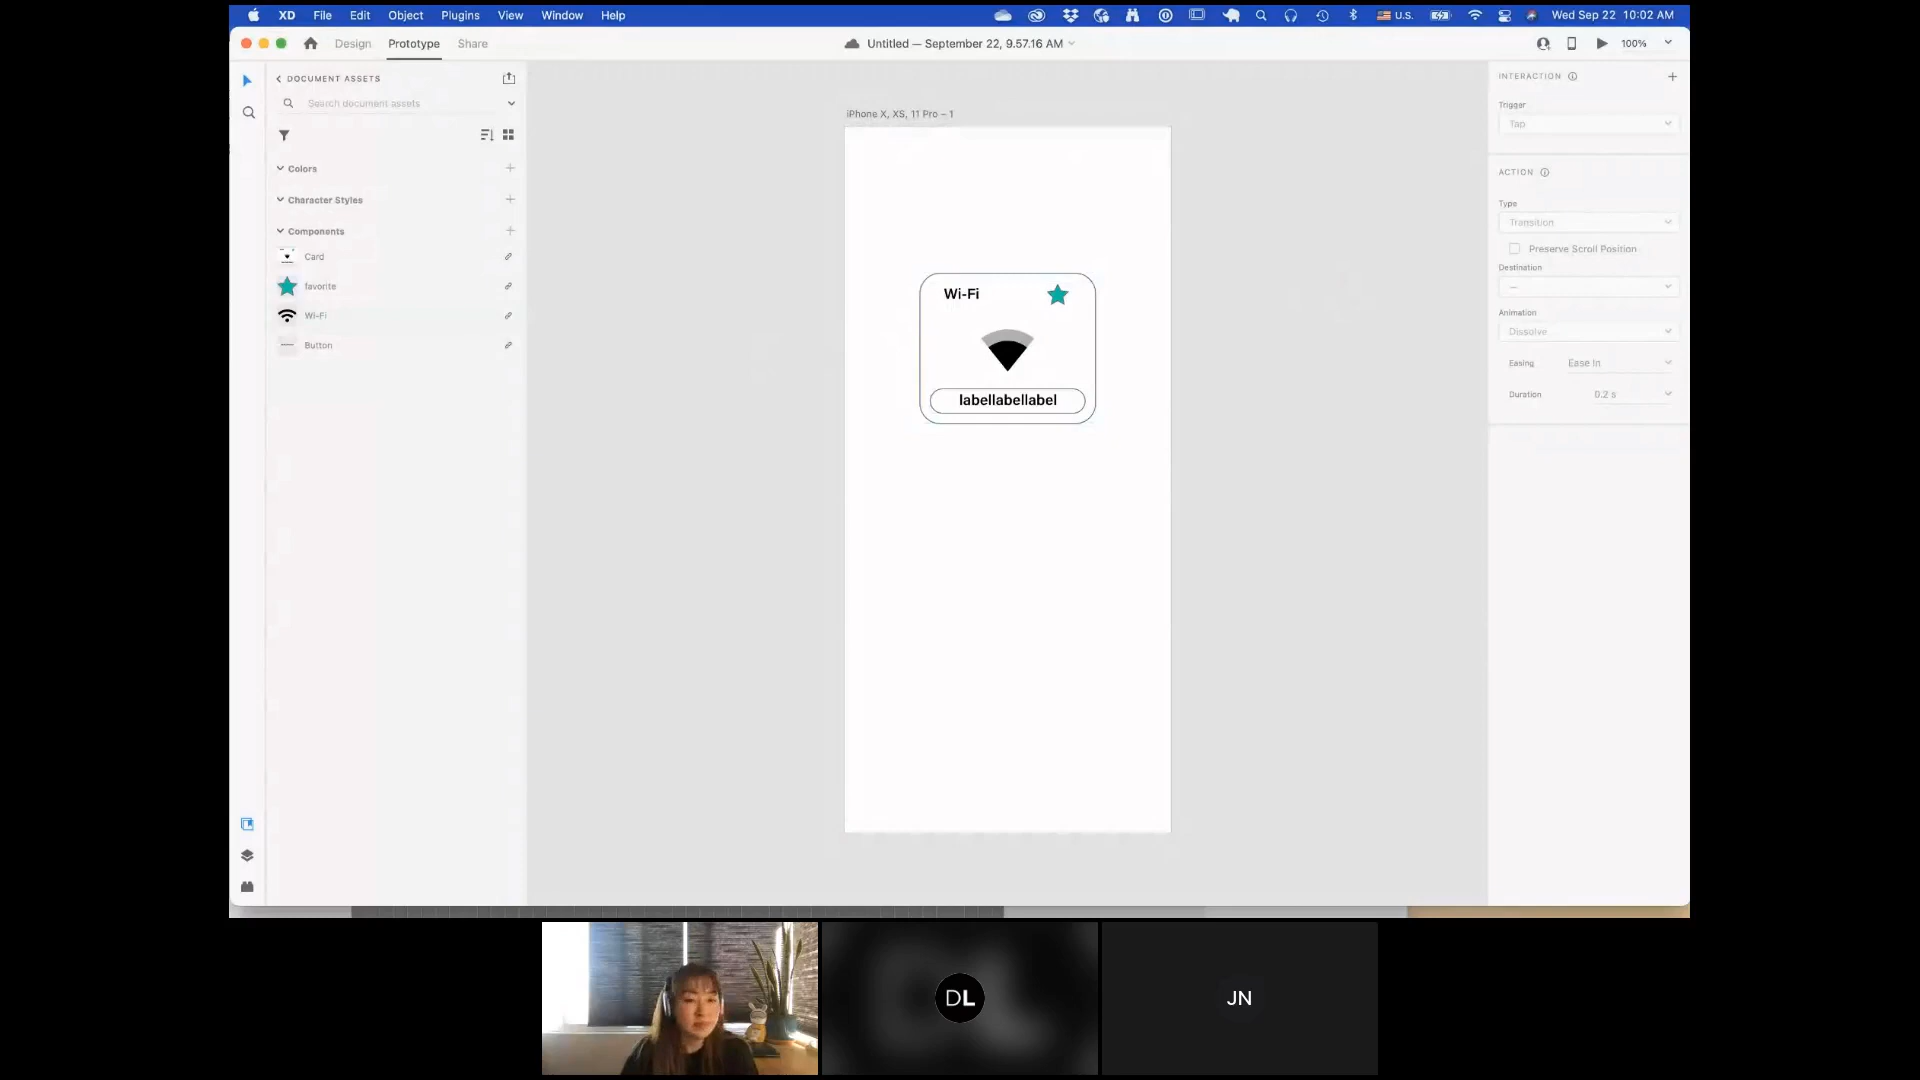 XD File Edit Object Plugins View Window Help U.S. Wed Sep 22 10:02 AM
Design Prototype Share Untitled — September 22, 9.57.16 AM 100%
DOCUMENT ASSETS
Search document assets
Colors
Character Styles
Components
Card
favorite
Wi-Fi
Button
iPhone X, XS, 11 Pro – 1
Wi-Fi
labellabellabel
INTERACTION
Trigger
Tap
ACTION
Type
Transition
Preserve Scroll Position
Destination
—
Animation
Dissolve
Easing Ease In
Duration 0.2 s
DL
JN